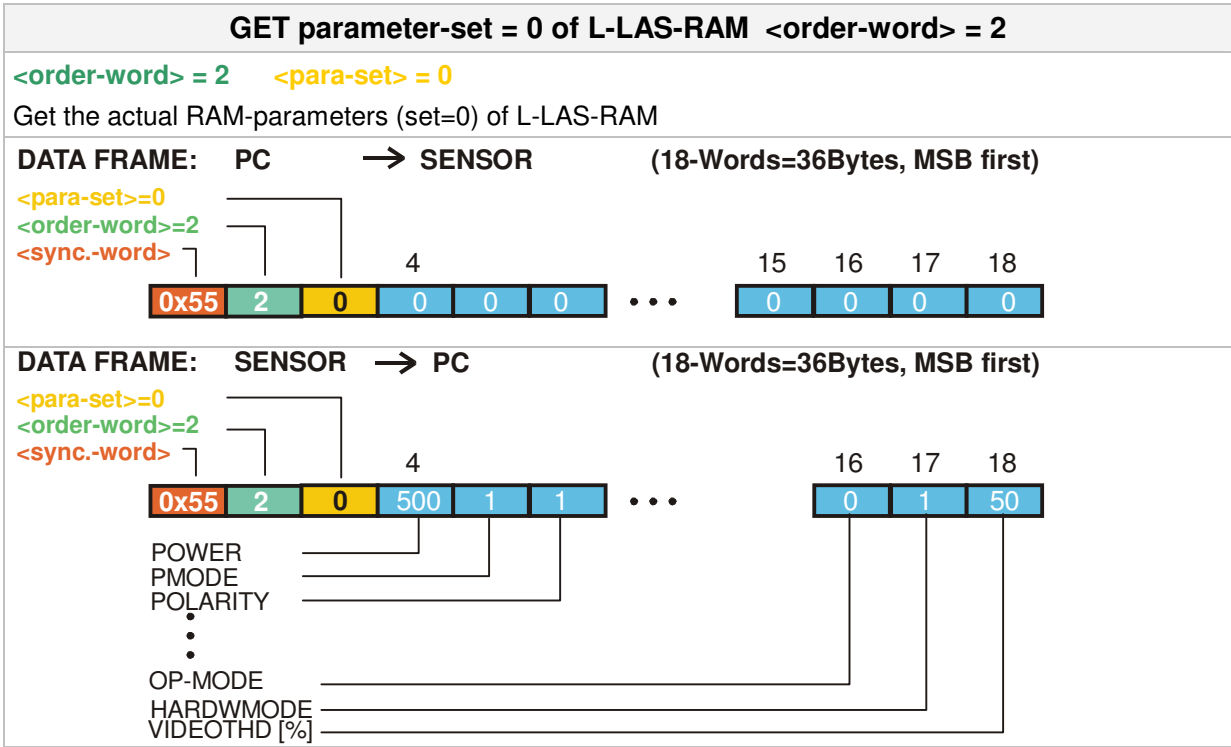 GET parameter-set = 0 of L-LAS-RAM <order-word> = 2
<order-word> = 2 <para-set> = 0
Get the actual RAM-parameters (set=0) of L-LAS-RAM
DATA FRAME: PC → SENSOR (18-Words=36Bytes, MSB first)
<para-set>=0
<order-word>=2
<sync.-word>
4 15 16 17 18
0x55 2 0 0 0 0 • • • 0 0 0 0
DATA FRAME: SENSOR → PC (18-Words=36Bytes, MSB first)
<para-set>=0
<order-word>=2
<sync.-word>
4 16 17 18
0x55 2 0 500 1 1 • • • 0 1 50
POWER
PMODE
POLARITY
•
•
•
OP-MODE
HARDWMODE
VIDEOTHD [%]